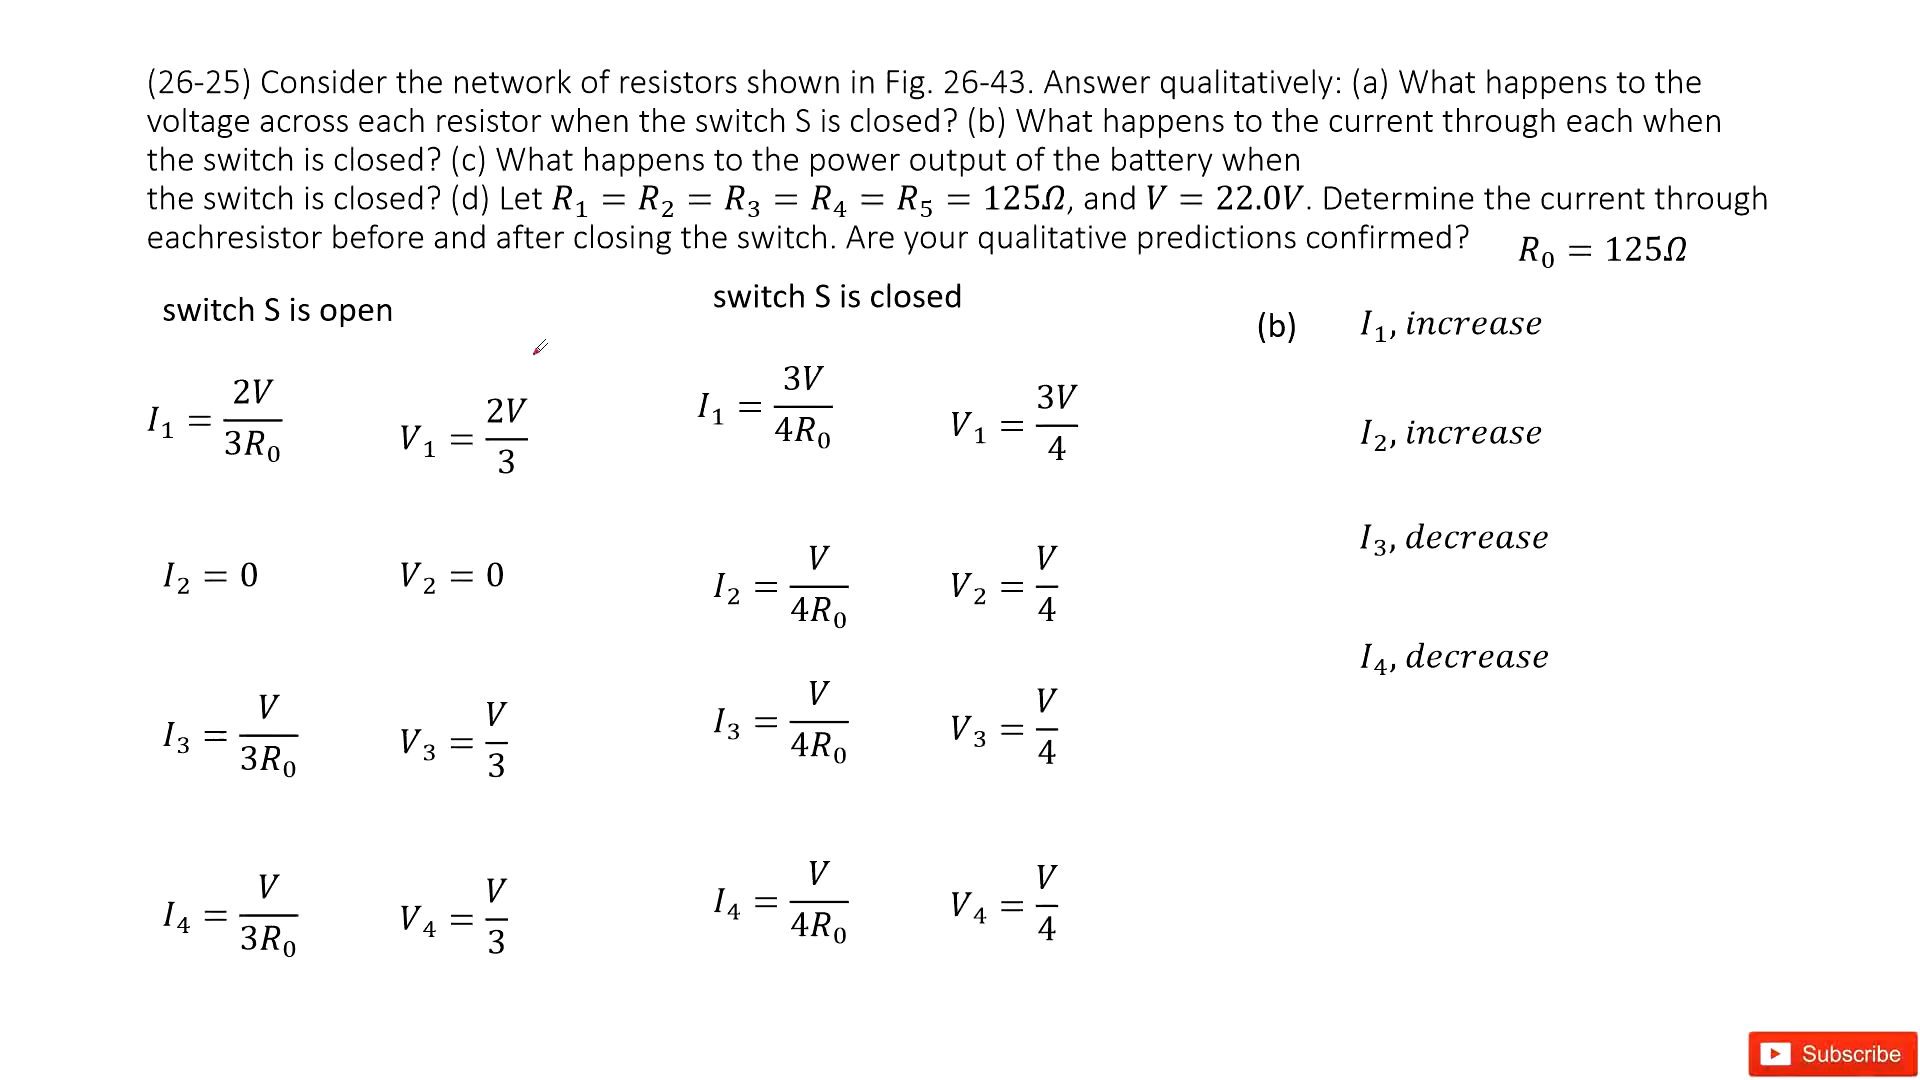 (26-25) Consider the network of resistors shown in Fig. 26-43. Answer qualitatively: (a) What happens to the
voltage across each resistor when the switch S is closed? (b) What happens to the current through each when
the switch is closed? (c) What happens to the power output of the battery when
the switch is closed? (d) Let R₁ = R₂ = R₃ = R₄ = R₅ = 125Ω, and V = 22.0V. Determine the current through
eachresistor before and after closing the switch. Are your qualitative predictions confirmed?
R₀ = 125Ω
switch S is open
switch S is closed
(b)
I₁, increase
I₁ = 2V/3R₀
V₁ = 2V/3
I₁ = 3V/4R₀
V₁ = 3V/4
I₂, increase
I₂ = 0
V₂ = 0
I₂ = V/4R₀
V₂ = V/4
I₃, decrease
I₃ = V/3R₀
V₃ = V/3
I₃ = V/4R₀
V₃ = V/4
I₄, decrease
I₄ = V/3R₀
V₄ = V/3
I₄ = V/4R₀
V₄ = V/4
Subscribe